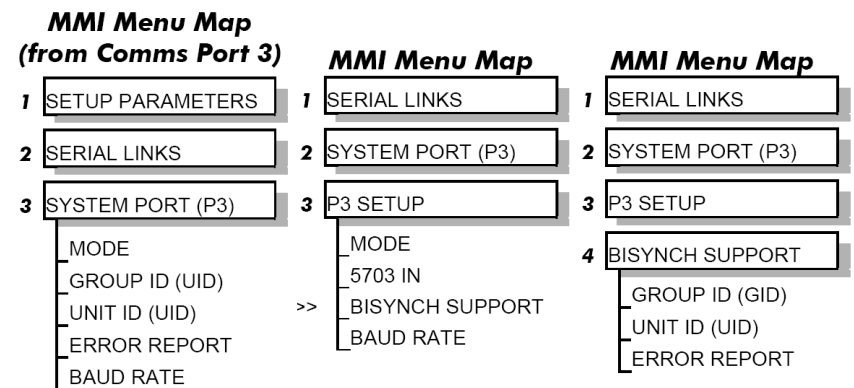 MMI Menu Map
(from Comms Port 3)
1 SETUP PARAMETERS
2 SERIAL LINKS
3 SYSTEM PORT (P3)
MODE
GROUP ID (UID)
UNIT ID (UID)
ERROR REPORT
BAUD RATE
MMI Menu Map
1 SERIAL LINKS
2 SYSTEM PORT (P3)
3 P3 SETUP
MODE
5703 IN
>> BISYNCH SUPPORT
BAUD RATE
MMI Menu Map
1 SERIAL LINKS
2 SYSTEM PORT (P3)
3 P3 SETUP
4 BISYNCH SUPPORT
GROUP ID (GID)
UNIT ID (UID)
ERROR REPORT